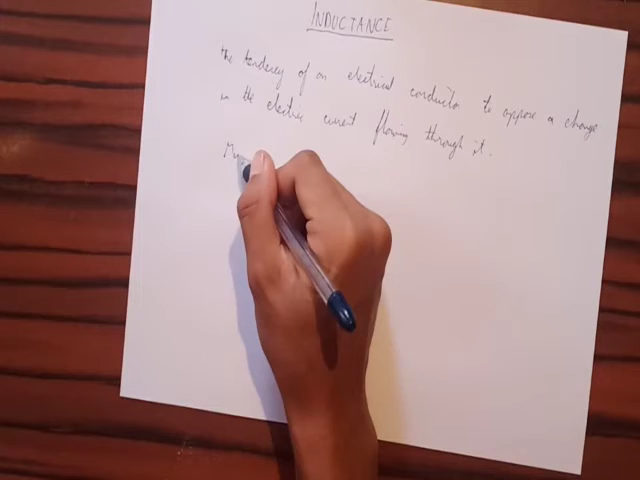 INDUCTANCE
the tendency of an electrical conductor to oppose a change
in the electric current flowing through it.